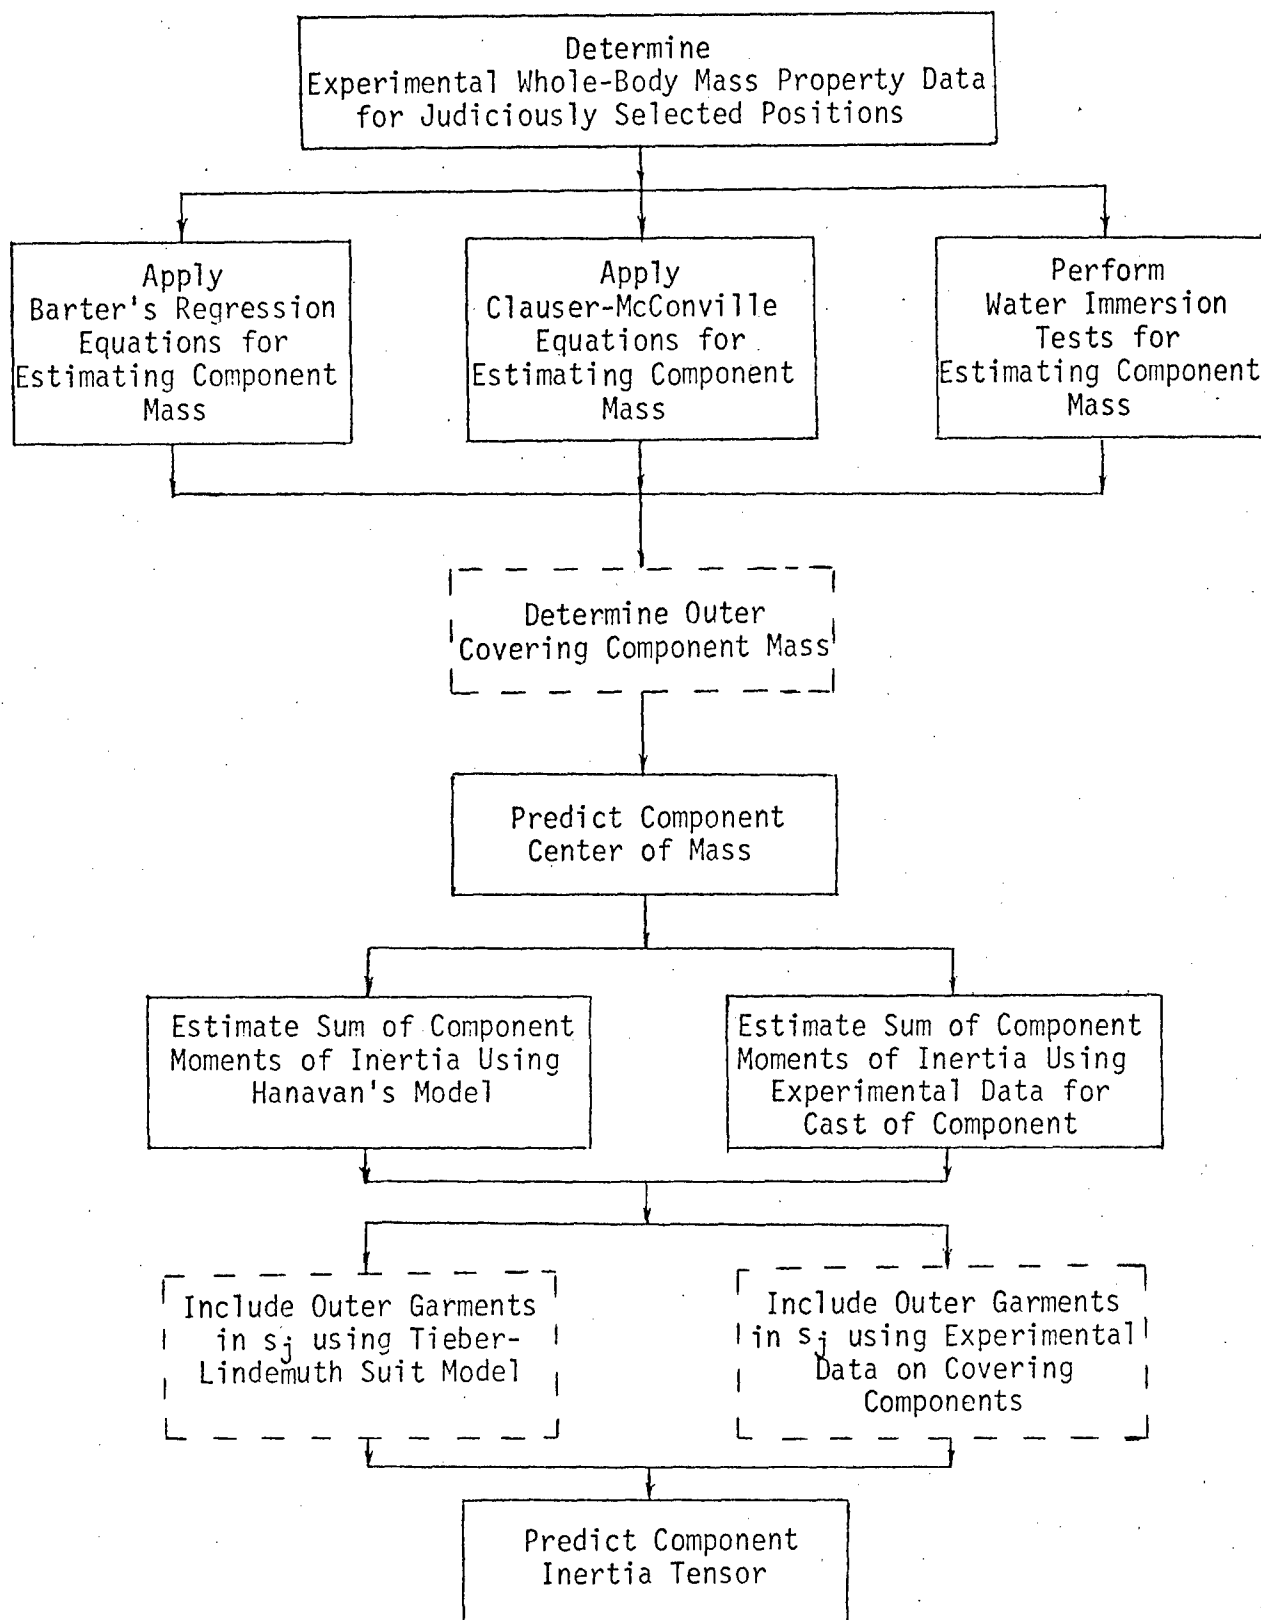 Determine
Experimental Whole-Body Mass Property Data
for Judiciously Selected Positions
Apply
Barter's Regression
Equations for
Estimating Component
Mass
Apply
Clauser-McConville
Equations for
Estimating Component
Mass
Perform
Water Immersion
Tests for
Estimating Component
Mass
Determine Outer
Covering Component Mass
Predict Component
Center of Mass
Estimate Sum of Component
Moments of Inertia Using
Hanavan's Model
Estimate Sum of Component
Moments of Inertia Using
Experimental Data for
Cast of Component
Include Outer Garments
in sj using Tieber-
Lindemuth Suit Model
Include Outer Garments
in sj using Experimental
Data on Covering
Components
Predict Component
Inertia Tensor